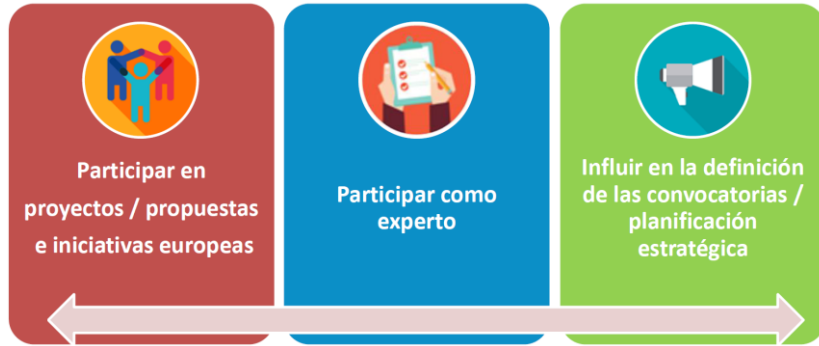 Participar en
proyectos / propuestas
e iniciativas europeas
Participar como
experto
Influir en la definición
de las convocatorias /
planificación
estratégica